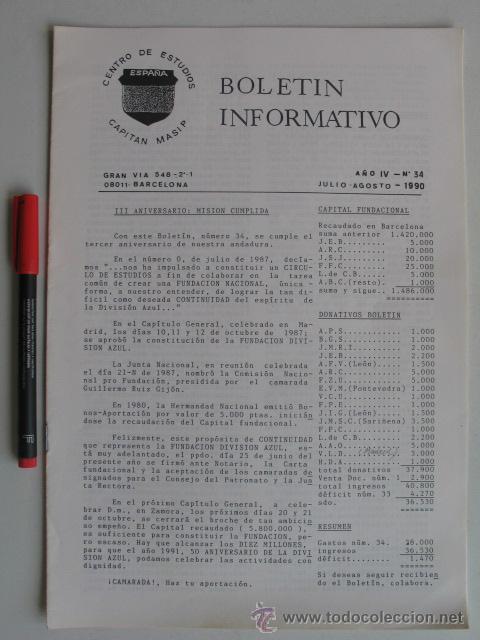 CENTRO DE ESTUDIOS
ESPAÑA
CAPITAN MASIP
BOLETIN
INFORMATIVO
GRAN VIA 548-2º-1
08011-BARCELONA
AÑO IV - Nº 34
JULIO-AGOSTO - 1990
III ANIVERSARIO: MISION CUMPLIDA
Con este Boletín, número 34, se cumple el
tercer aniversario de nuestra andadura.
En el número 0, de julio de 1987, decía-
mos "...nos ha impulsado a constituir un CIRCU-
LO DE ESTUDIOS a fin de colaborar en la tarea
común de crear una FUNDACION NACIONAL, única -
forma, a nuestro entender, de lograr la tan di-
fícil como deseada CONTINUIDAD del espíritu de
la División Azul..."
En el Capítulo General, celebrado en Ma-
drid, los días 10,11 y 12 de octubre de 1987;
se aprobó la constitución de la FUNDACION DIVI-
SION AZUL.
La Junta Nacional, en reunión celebrada
el día 21-N de 1987, nombró la Comisión Nacio-
nal pro Fundación, presidida por el camarada
Guillermo Ruiz Gijón.
En 1980, la Hermandad Nacional emitió Bo-
nos-Aportación por valor de 5.000 ptas. inicián
dose la recaudación del Capital fundacional.
Felizmente, este propósito de CONTINUIDAD
que representa la FUNDACION DIVISION AZUL, es-
tá muy adelantado, el ppdo. día 25 de junio del
presente año se firmó ante Notario, la Carta
fundacional y la aceptación de los camaradas de
signados para el Consejo del Patronato y la Jun
ta Rectora.
En el próximo Capítulo General, a cele-
brar D.m., en Zamora, los próximos días 20 y 21
de octubre, se cerrará el broche de tan ambicio
so empeño. El Capital recaudado ( 5.800.000 ),
es suficiente para constituir la FUNDACION, pe-
ro escaso. Hay que alcanzar los DIEZ MILLONES,
para que el año 1991, 50 ANIVERSARIO DE LA DIVI
SION AZUL, podamos celebrar las actividades con
dignidad.
¡CAMARADA!, Haz tu aportación.
CAPITAL FUNDACIONAL
Recaudado en Barcelona
suma anterior 1.420.000
J.E.B.......... 5.000
A.R.C.......... 10.000
J.S.J.......... 20.000
F.F.C.......... 25.000
L.de C.B....... 5.000
A.B.C.(resto). 1.000
suma y sigue.. 1.486.000
=========
DONATIVOS BOLETIN
A.P.S.......... 1.000
B.G.S.......... 1.000
J.M.R.I........ 2.000
J.E.B.......... 2.200
A.F.V.(León)... 1.500
A.R.C.......... 5.000
F.Z.U.......... 5.000
E.V.M.(Pontevedra) 1.000
V.C.U.......... 1.000
F.P.E.......... 1.000
J.I.G.(León)... 1.500
J.M.S.C.(Sariñena) 3.500
F.P.C.......... 1.000
L.de C.B....... 2.200
A.A.O.......... 5.000
V.L.B. (Madrid) 3.000
H.D.A.......... 1.000
total donativos 37.900
Venta Doc. núm. 1 2.900
total ingresos 40.800
déficit núm. 33 4.270
sdo. 36.530
======
RESUMEN
Gastos núm. 34. 38.000
ingresos 36.530
déficit........ 1.470
======
Si deseas seguir recibien
do el Boletín, colabora.
todocoleccion.net